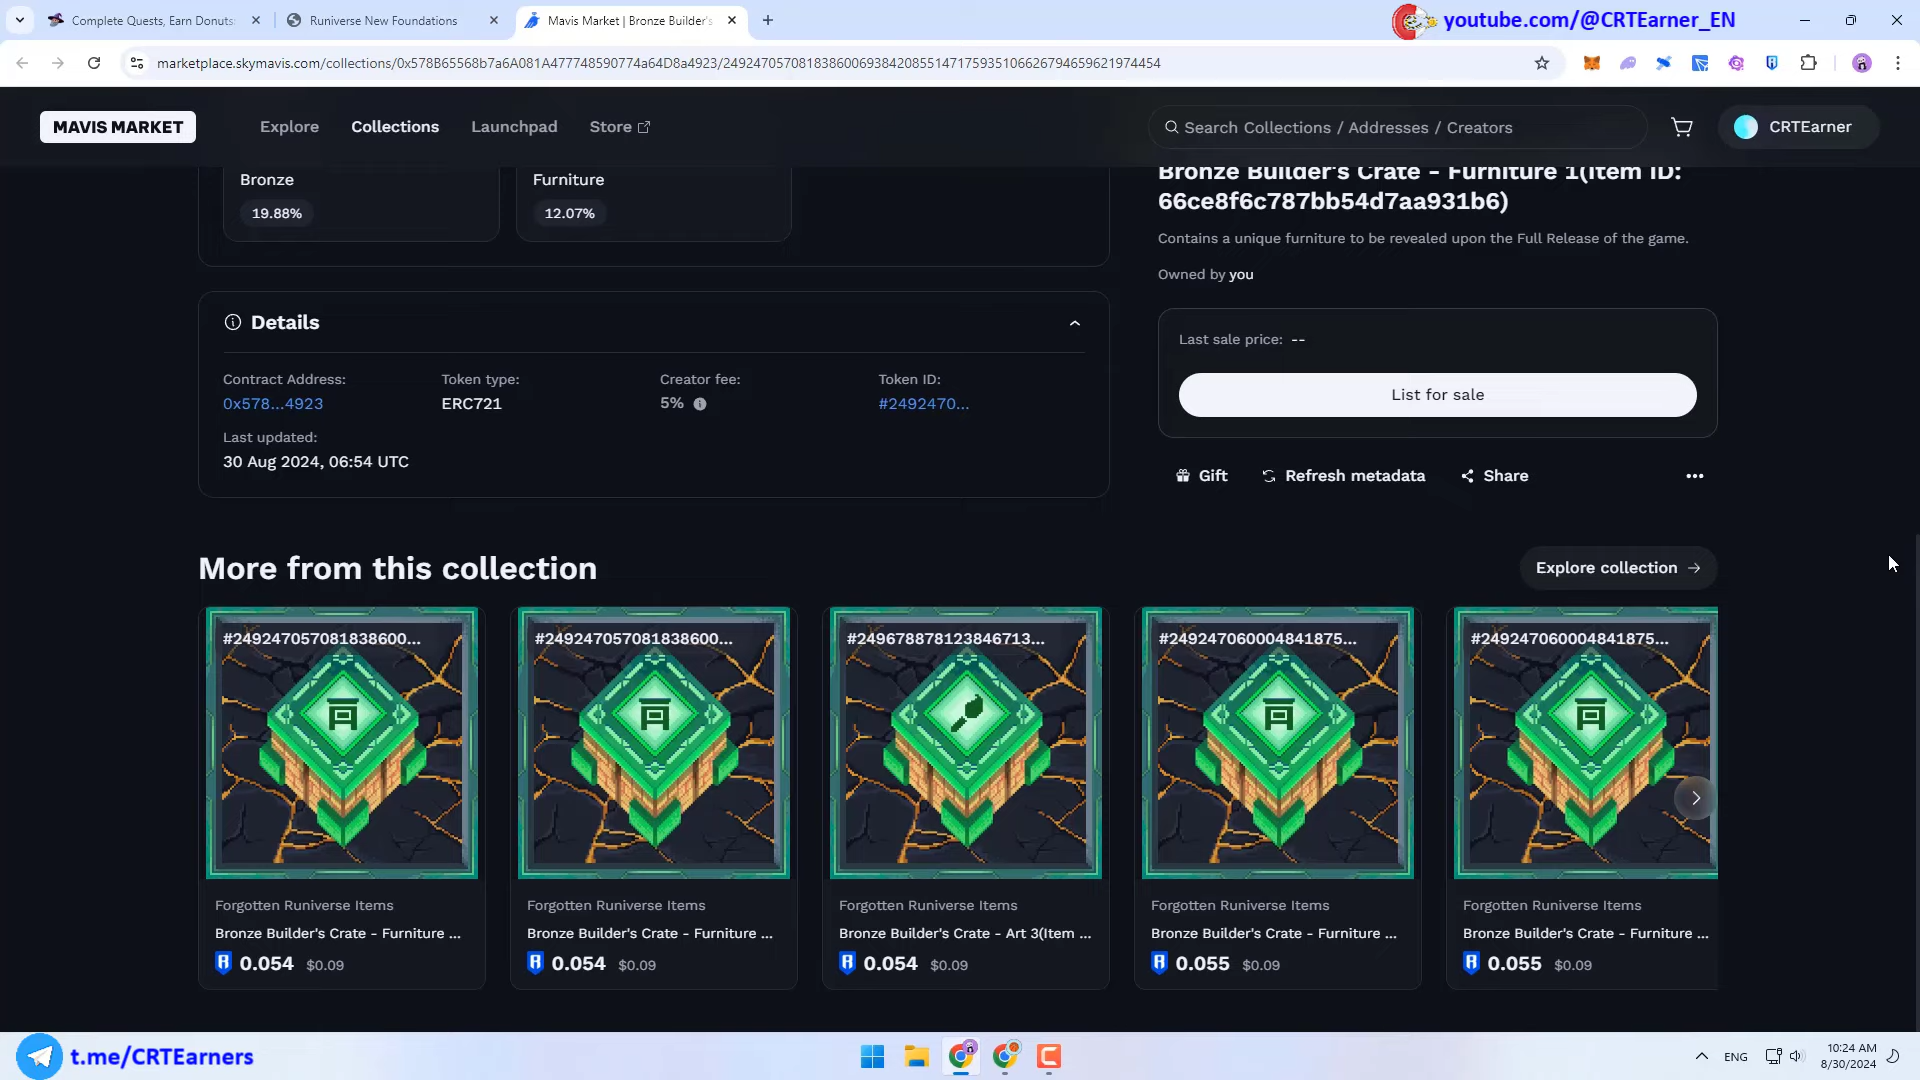 Complete Quests, Earn Donuts
Runiverse New Foundations
Mavis Market | Bronze Builder's
youtube.com/@CRTEarner_EN
marketplace.skymavis.com/collections/0x578B65568b7a6A081A477748590774a64D8a4923/24924705708183860069384208551471759351066267946596219744​54
MAVIS MARKET
Explore
Collections
Launchpad
Store
Search Collections / Addresses / Creators
CRTEarner
Bronze
19.88%
Furniture
12.07%
Bronze Builder's Crate - Furniture 1(Item ID:
66ce8f6c787bb54d7aa931b6)
Contains a unique furniture to be revealed upon the Full Release of the game.
Owned by you
Details
Contract Address:
0x578...4923
Token type:
ERC721
Creator fee:
5%
Token ID:
#2492470...
Last updated:
30 Aug 2024, 06:54 UTC
Last sale price: --
List for sale
Gift
Refresh metadata
Share
More from this collection
Explore collection
#249247057081838600...
Forgotten Runiverse Items
Bronze Builder's Crate - Furniture ...
0.054 $0.09
#249247057081838600...
Forgotten Runiverse Items
Bronze Builder's Crate - Furniture ...
0.054 $0.09
#249678878123846713...
Forgotten Runiverse Items
Bronze Builder's Crate - Art 3(Item ...
0.054 $0.09
#249247060004841875...
Forgotten Runiverse Items
Bronze Builder's Crate - Furniture ...
0.055 $0.09
#249247060004841875...
Forgotten Runiverse Items
Bronze Builder's Crate - Furniture ...
0.055 $0.09
t.me/CRTEarners
ENG
10:24 AM
8/30/2024